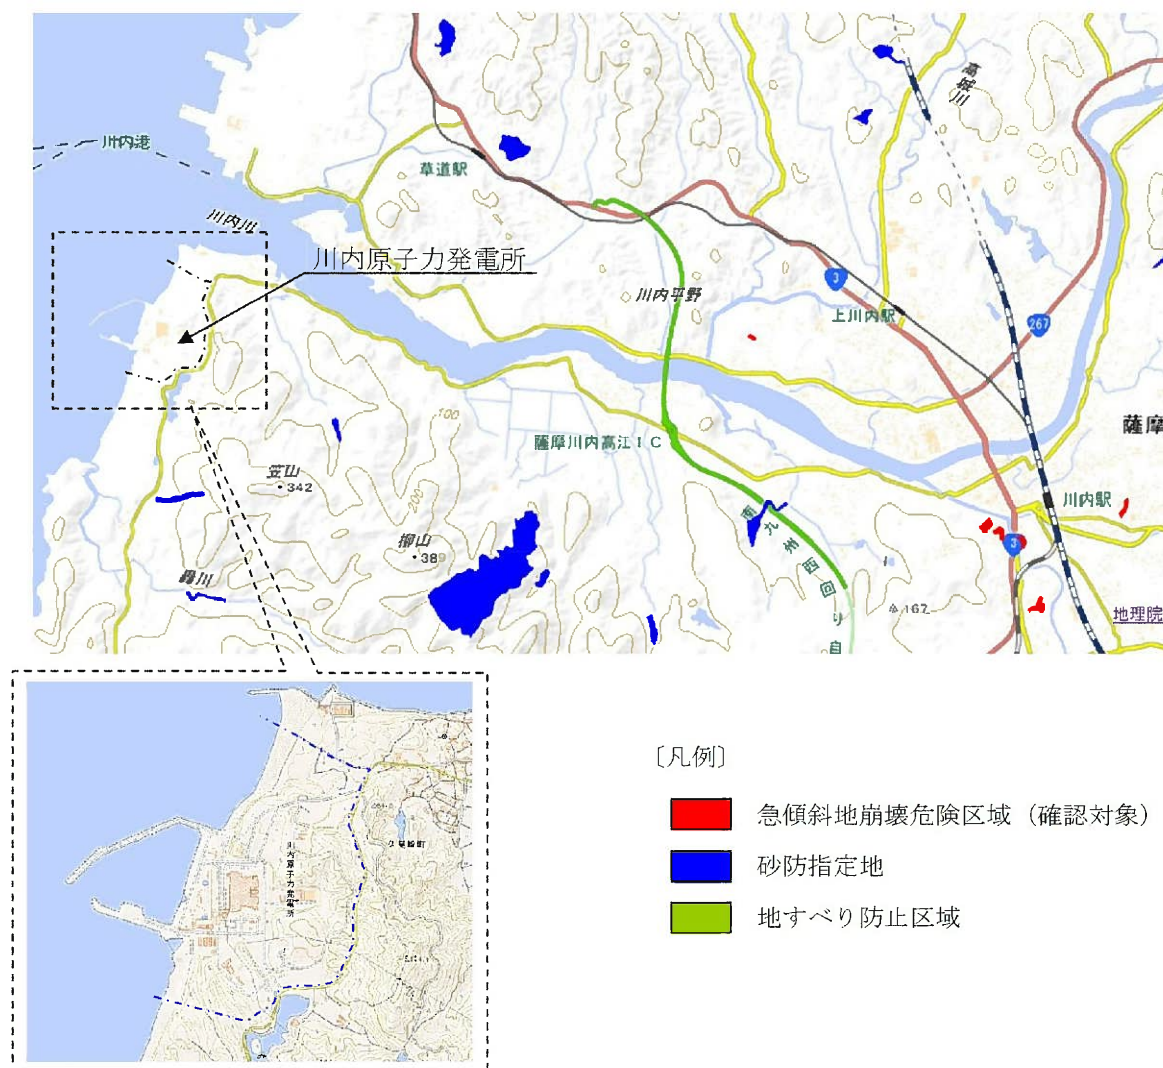 高城川
川内港
草道駅
川内川
川内原子力発電所
川内平野
3
上川内駅
267
100
薩摩
薩摩川内高江IC
200
笠山
342
川内駅
柳山
38
南九州西回り自
3
轟川
167
地理院
川内原子力発電所
久見崎町
〔凡例〕
急傾斜地崩壊危険区域（確認対象）
砂防指定地
地すべり防止区域